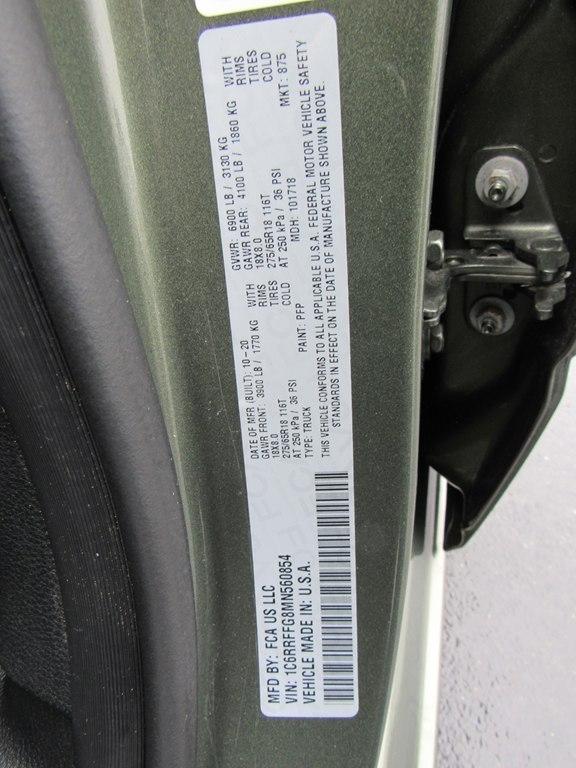 MFD BY: FCA US LLC
DATE OF MFR (BUILT): 10-20
GVWR: 6900 LB / 3130 KG
GAWR FRONT: 3900 LB / 1770 KG WITH
GAWR REAR: 4100 LB / 1860 KG WITH
18X8.0 RIMS
18X8.0 RIMS
275/65R18 116T TIRES
275/65R18 116T TIRES
AT 250 kPa / 36 PSI COLD
AT 250 kPa / 36 PSI COLD
VIN: 1C6RRFFG8MN560854
TYPE: TRUCK
PAINT: PFP
MDH: 101718
MKT: 875
VEHICLE MADE IN: U.S.A.
THIS VEHICLE CONFORMS TO ALL APPLICABLE U.S.A. FEDERAL MOTOR VEHICLE SAFETY
STANDARDS IN EFFECT ON THE DATE OF MANUFACTURE SHOWN ABOVE.